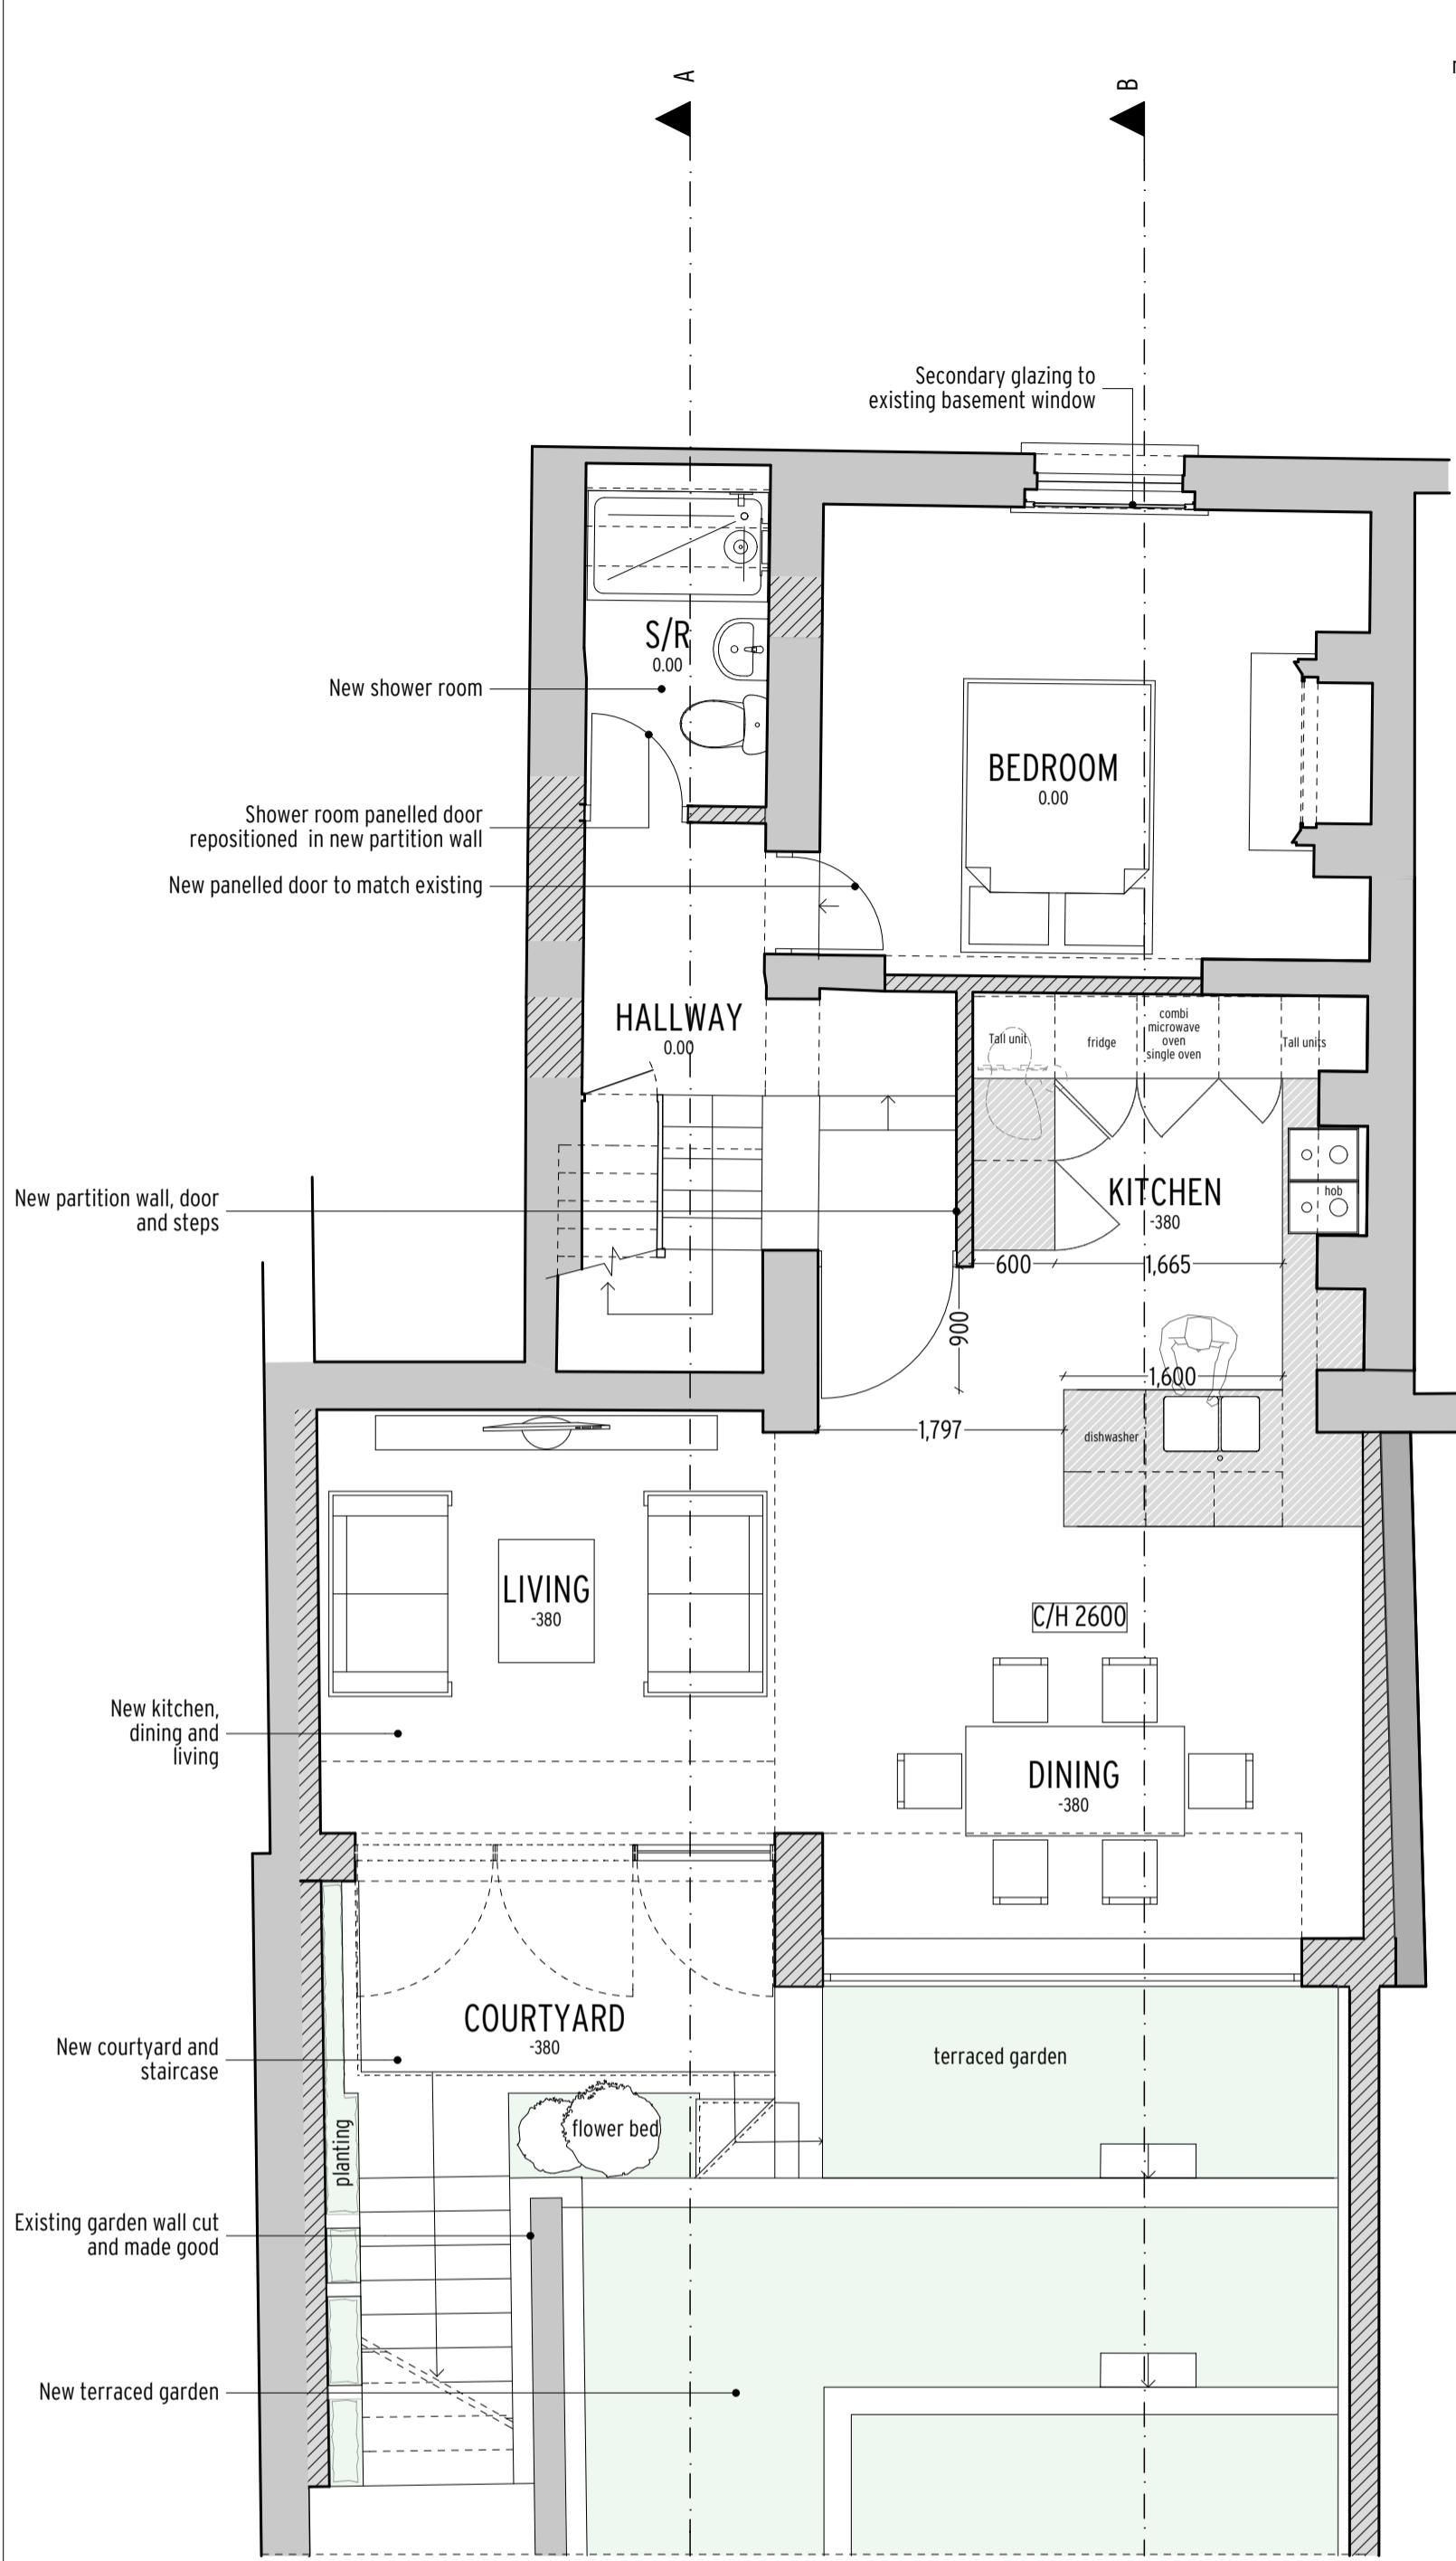 A
B
Secondary glazing to
existing basement window
S/R
0.00
New shower room
BEDROOM
0.00
Shower room panelled door
repositioned in new partition wall
New panelled door to match existing
HALLWAY
0.00
Tall unit
fridge
combi
microwave
oven
single oven
Tall units
New partition wall, door
and steps
KITCHEN
-380
hob
600
1,665
900
1,600
1,797
dishwasher
LIVING
-380
C/H 2600
New kitchen,
dining and
living
DINING
-380
COURTYARD
-380
New courtyard and
staircase
terraced garden
flower bed
planting
Existing garden wall cut
and made good
New terraced garden